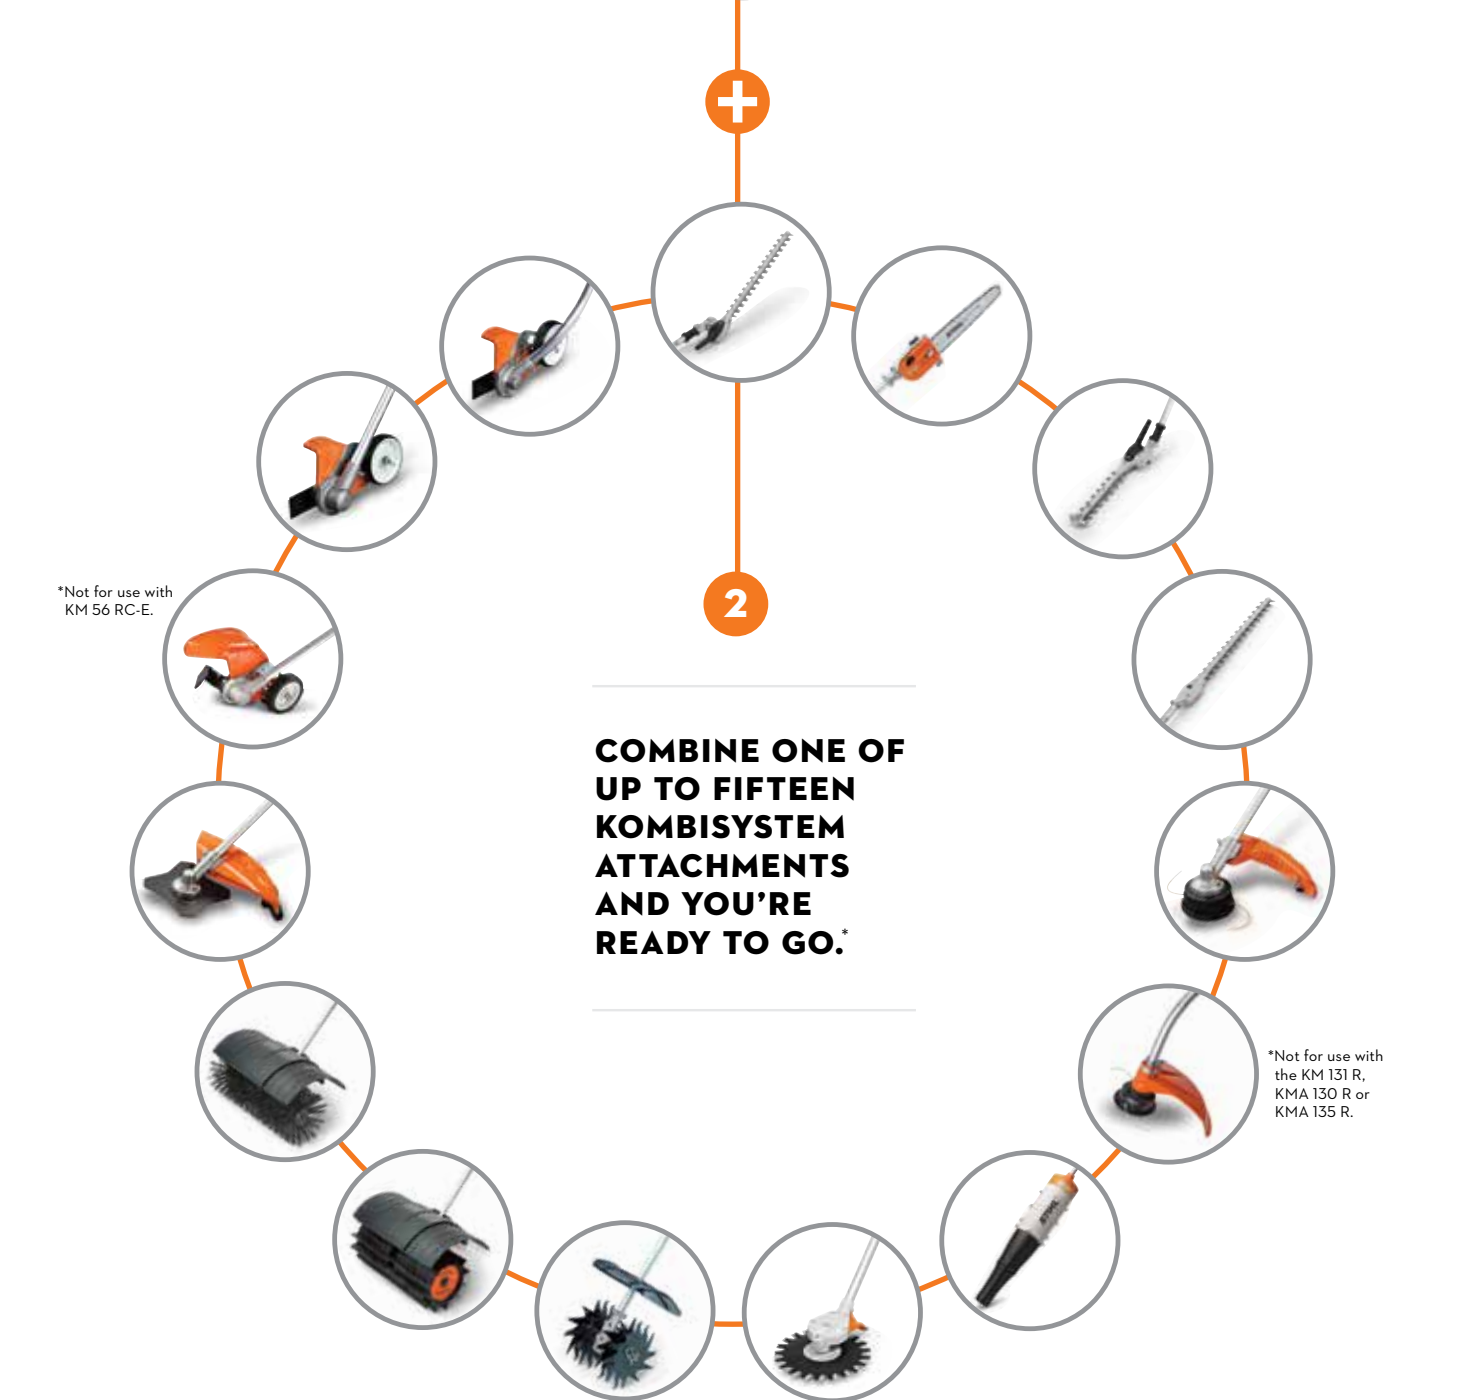 *Not for use with
KM 56 RC-E.
2
COMBINE ONE OF
UP TO FIFTEEN
KOMBISYSTEM
ATTACHMENTS
AND YOU’RE
READY TO GO.*
*Not for use with
the KM 131 R,
KMA 130 R or
KMA 135 R.
STIHL